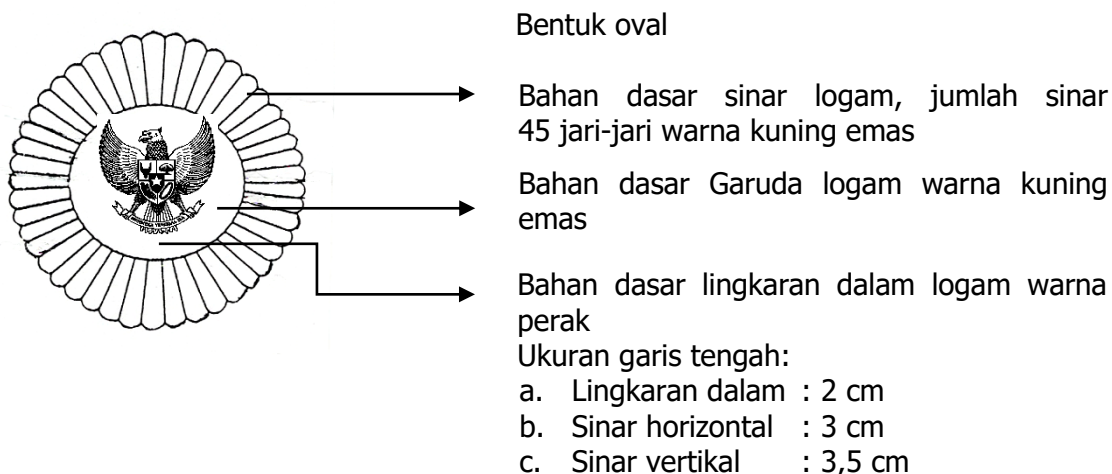 Bentuk oval
Bahan dasar sinar logam, jumlah sinar
45 jari-jari warna kuning emas
Bahan dasar Garuda logam warna kuning
emas
Bahan dasar lingkaran dalam logam warna
perak
Ukuran garis tengah:
a. Lingkaran dalam : 2 cm
b. Sinar horizontal : 3 cm
c. Sinar vertikal : 3,5 cm